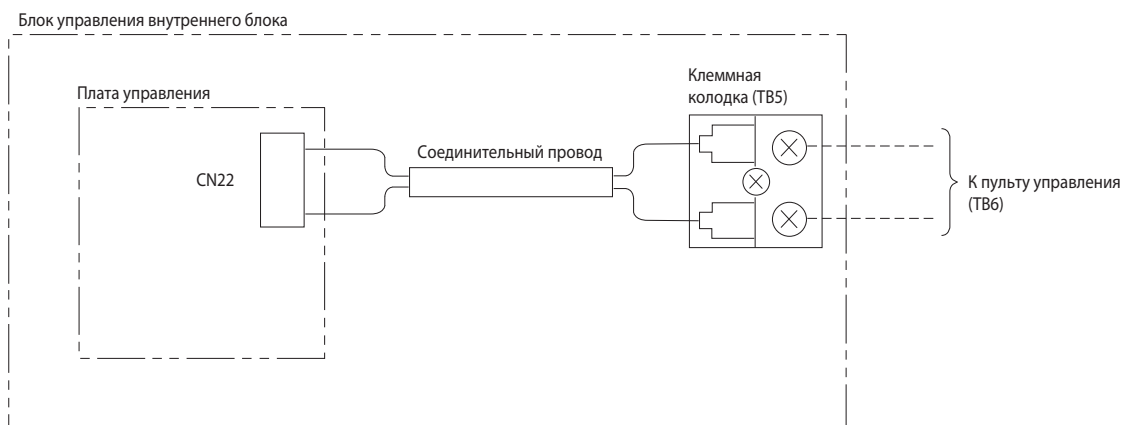 Блок управления внутреннего блока
Плата управления
CN22
Соединительный провод
Клеммная
колодка (TB5)
К пульту управления
(TB6)